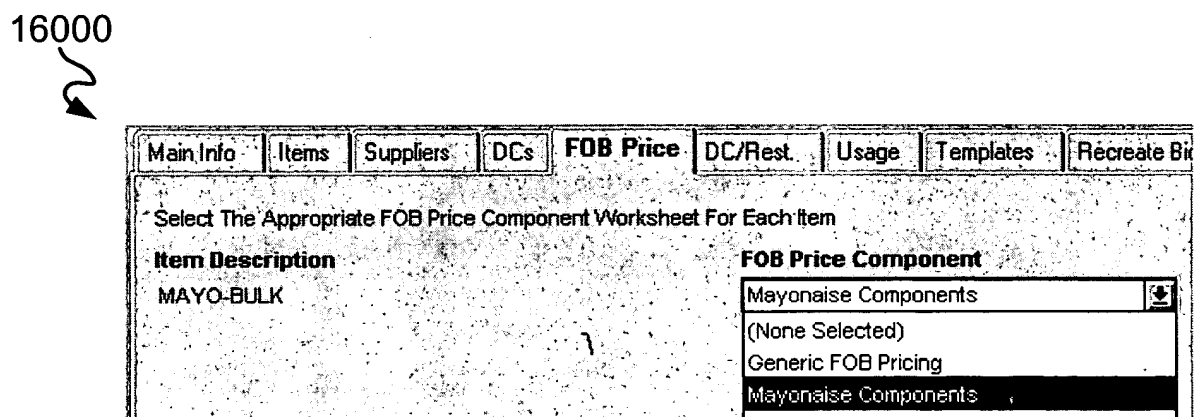 16000
Main Info Items Suppliers DCs FOB Price DC/Rest. Usage Templates Recreate Bid
Select The Appropriate FOB Price Component Worksheet For Each Item
Item Description FOB Price Component
MAYO-BULK Mayonaise Components
(None Selected)
Generic FOB Pricing
Mayonaise Components